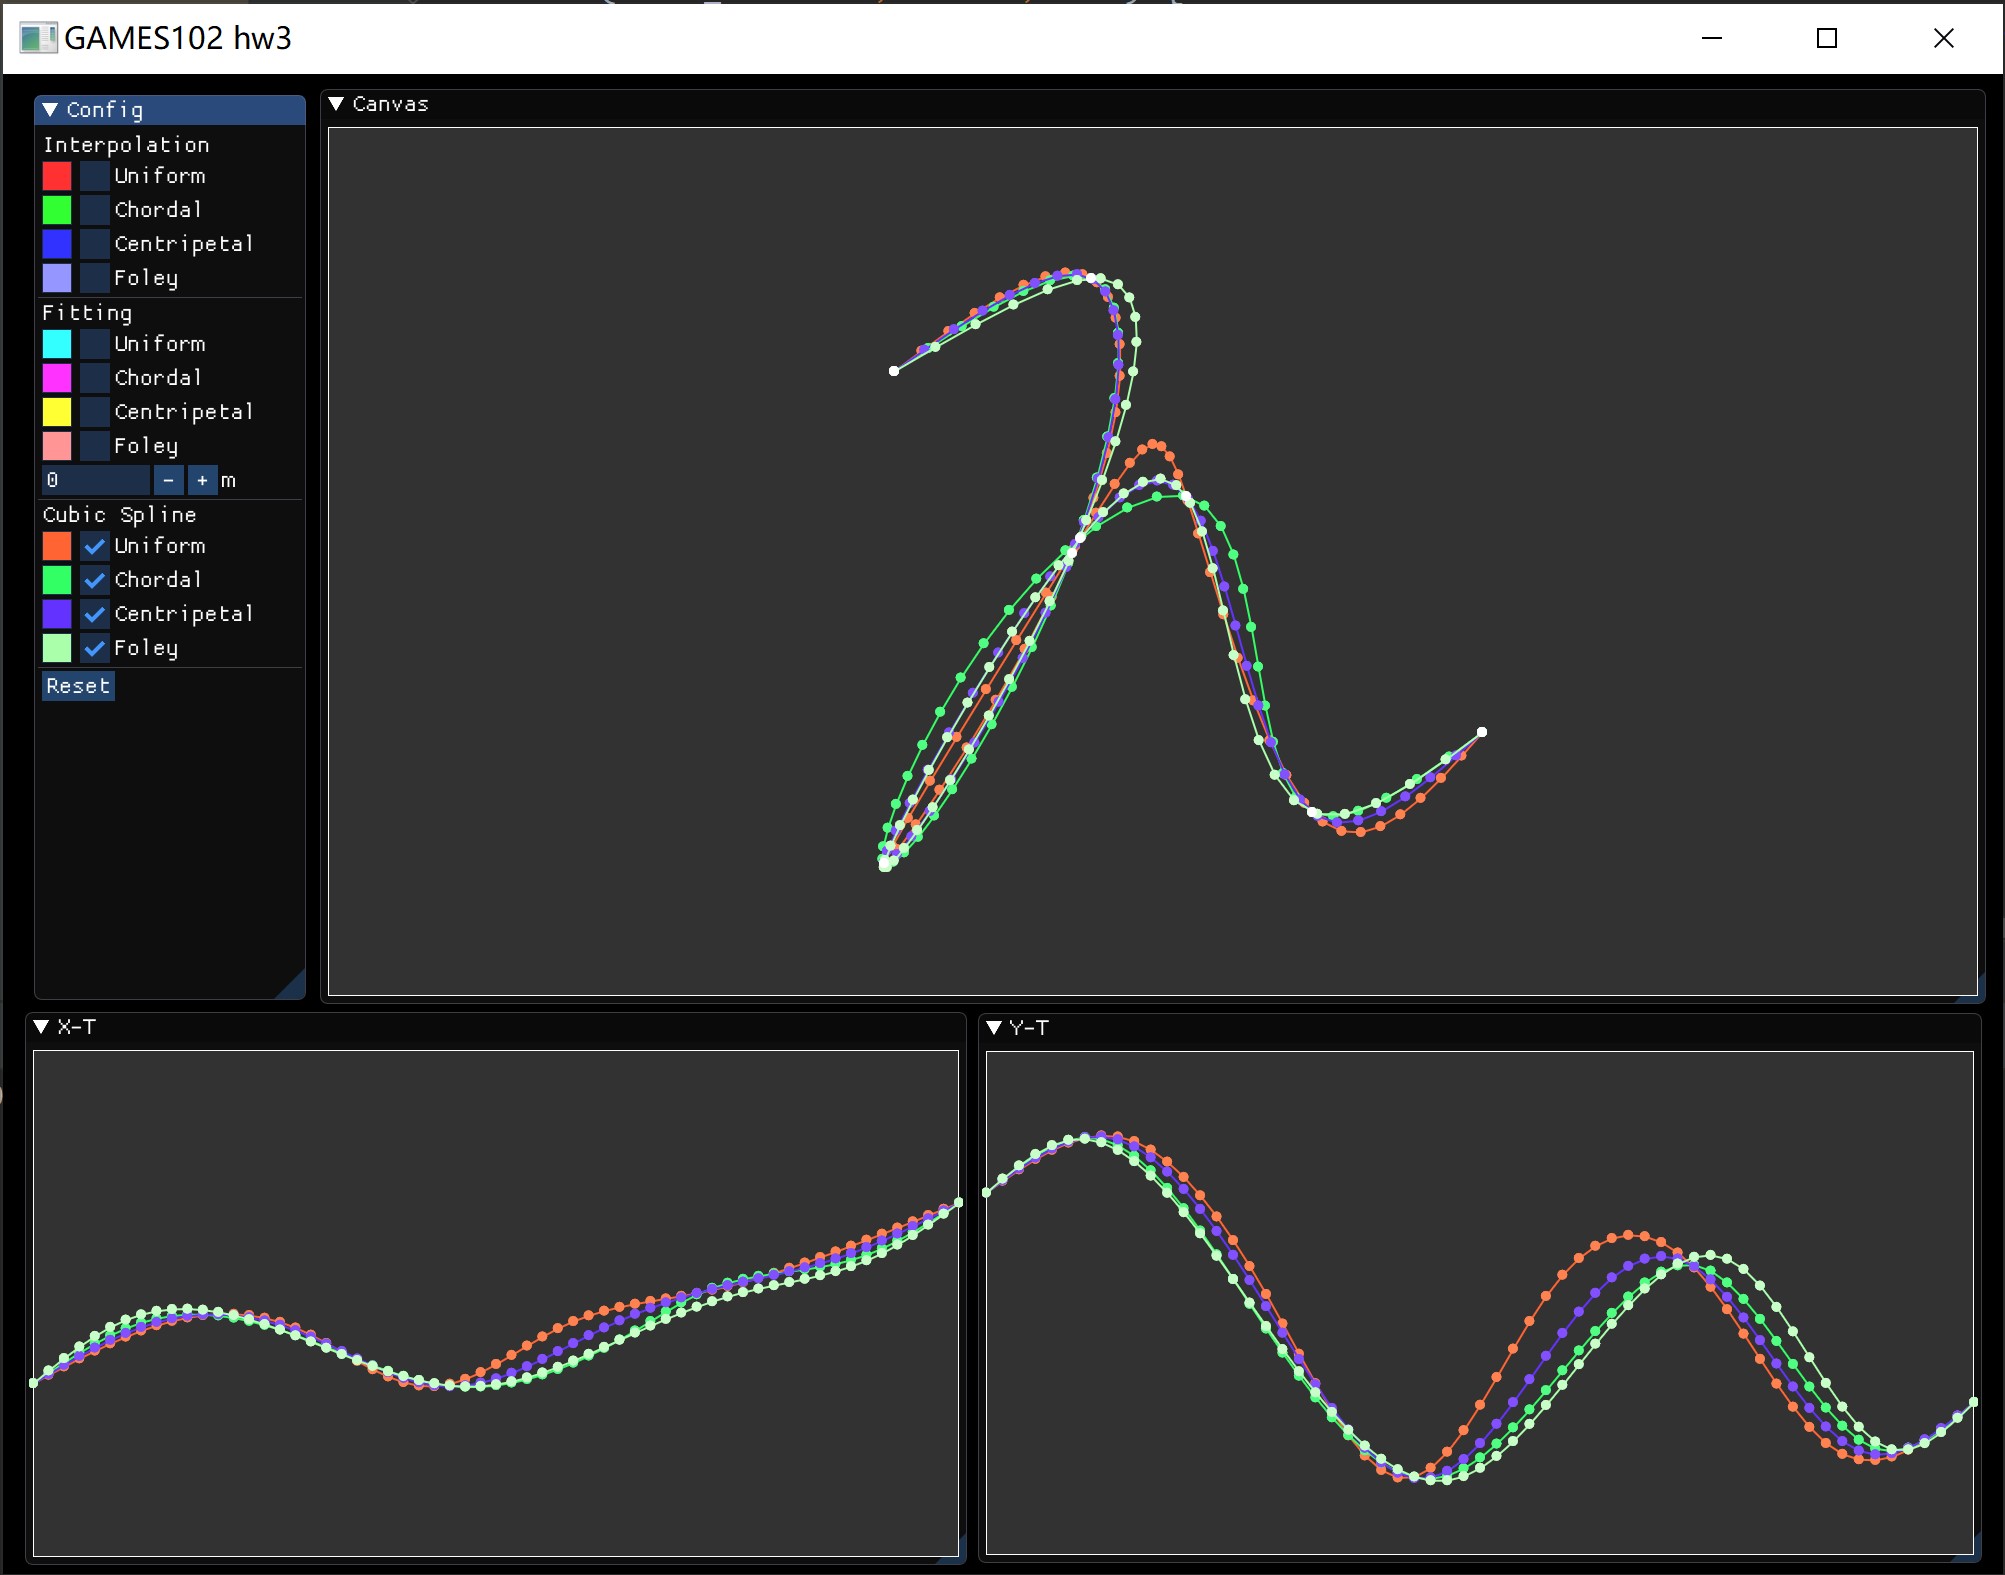 GAMES102 hw3
Config
Interpolation
Uniform
Chordal
Centripetal
Foley
Fitting
Uniform
Chordal
Centripetal
Foley
0 - + m
Cubic Spline
Uniform
Chordal
Centripetal
Foley
Reset
Canvas
X-T
Y-T